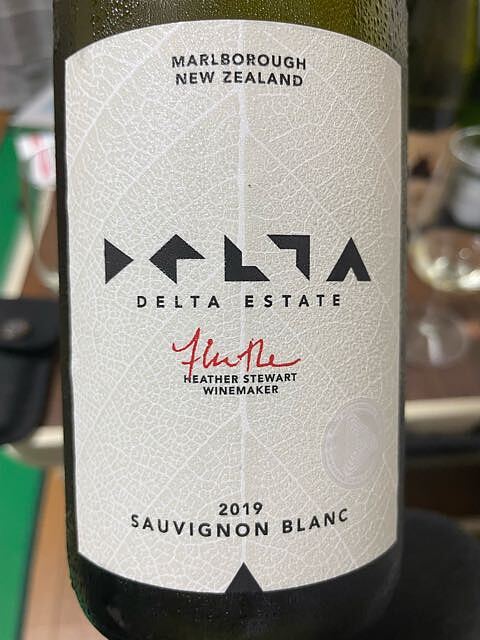 MARLBOROUGH
NEW ZEALAND
DELTA
DELTA ESTATE
HEATHER STEWART
WINEMAKER
2019
SAUVIGNON BLANC